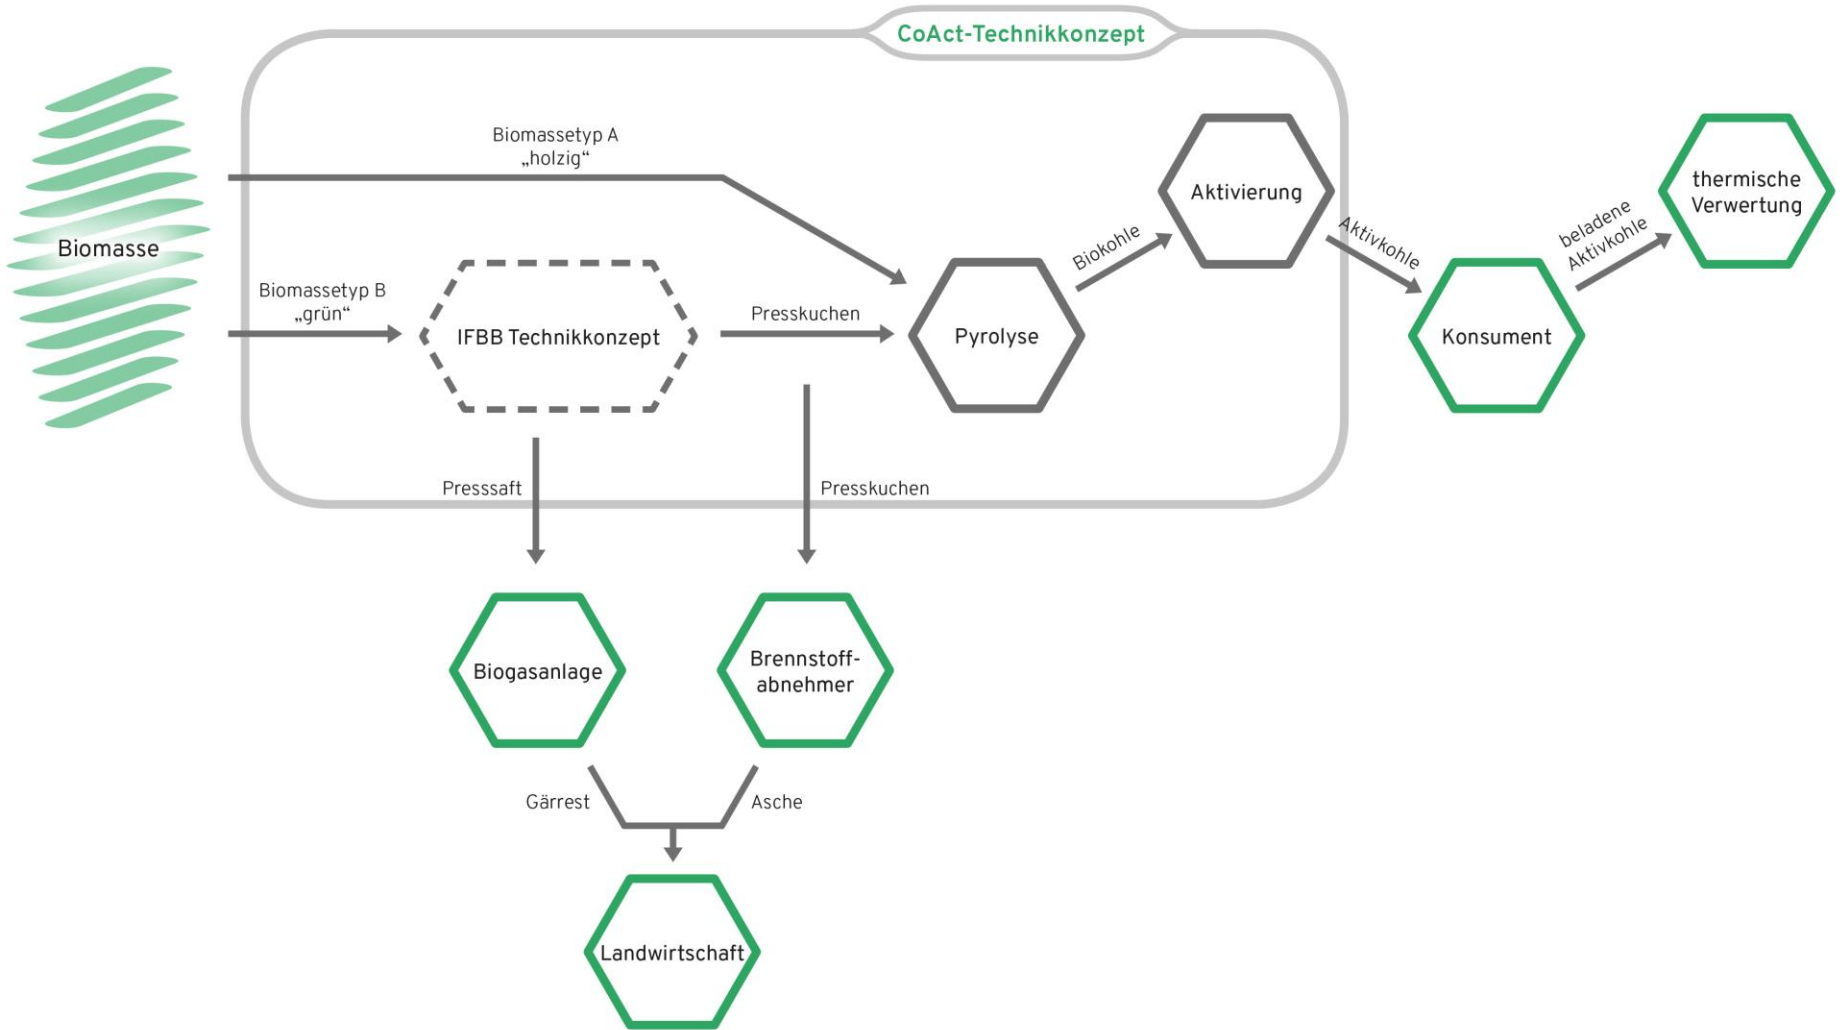 CoAct-Technikkonzept
Biomasse
Biomassetyp A
„holzig“
Biomassetyp B
„grün“
IFBB Technikkonzept
Presskuchen
Pyrolyse
Biokohle
Aktivierung
Aktivkohle
Konsument
beladene
Aktivkohle
thermische
Verwertung
Presssaft
Presskuchen
Biogasanlage
Brennstoff-
abnehmer
Gärrest
Asche
Landwirtschaft